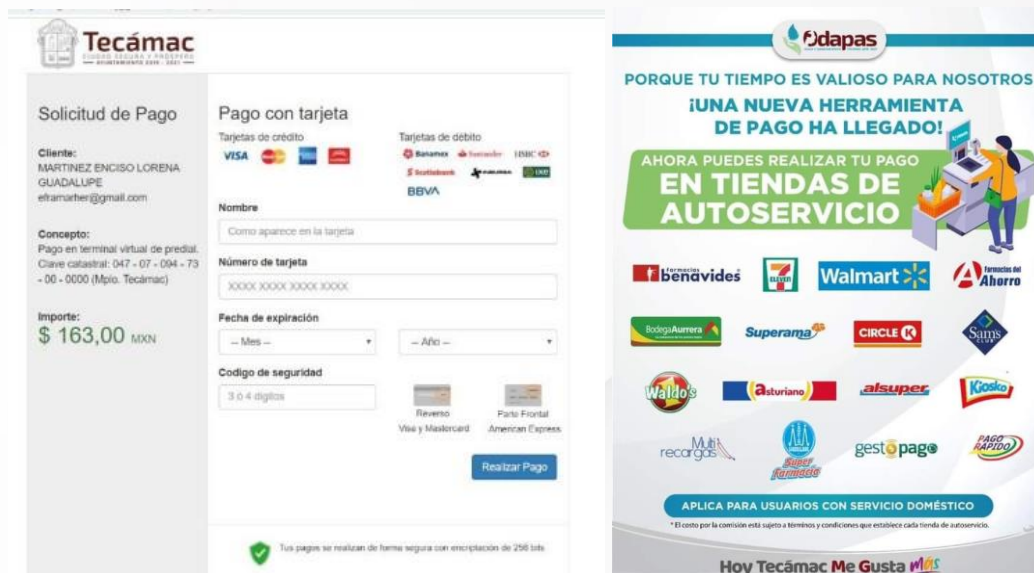 Tecámac
CIUDAD SEGURA Y PRÓSPERA
AYUNTAMIENTO 2019 - 2021
Solicitud de Pago
Cliente:
MARTINEZ ENCISO LORENA
GUADALUPE
eframarher@gmail.com
Concepto:
Pago en terminal virtual de predial.
Clave catastral: 047 - 07 - 094 - 73
- 00 - 0000 (Mpio. Tecámac)
Importe:
$ 163,00 MXN
Pago con tarjeta
Tarjetas de crédito
VISA
Tarjetas de débito
Banamex Santander HSBC
Scotiabank
BBVA
Nombre
Como aparece en la tarjeta
Número de tarjeta
XXXX XXXX XXXX XXXX
Fecha de expiración
-- Mes -- -- Año --
Codigo de seguridad
3 ó 4 digitos
Reverso
Visa y Mastercard
Parte Frontal
American Express
Realizar Pago
Tus pagos se realizan de forma segura con encriptación de 256 bits
Odapas
PORQUE TU TIEMPO ES VALIOSO PARA NOSOTROS
¡UNA NUEVA HERRAMIENTA
DE PAGO HA LLEGADO!
AHORA PUEDES REALIZAR TU PAGO
EN TIENDAS DE
AUTOSERVICIO
farmacias benavides
7 ELEVEN
Walmart
Farmacias del Ahorro
Bodega Aurrera
Superama
CIRCLE K
Sam's CLUB
Waldo's
asturiano
alsuper
Kiosko
Multi recargas
Super Farmacia
gestopago
PAGO RÁPIDO
APLICA PARA USUARIOS CON SERVICIO DOMÉSTICO
* El costo por la comisión está sujeto a términos y condiciones que establece cada tienda de autoservicio.
Hoy Tecámac Me Gusta Más